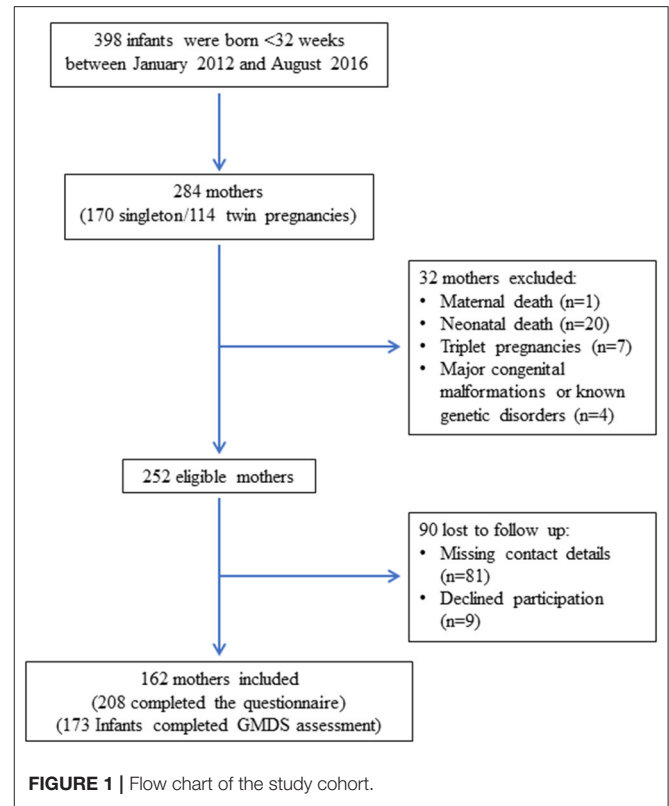 398 infants were born <32 weeks
between January 2012 and August 2016
284 mothers
(170 singleton/114 twin pregnancies)
32 mothers excluded:
• Maternal death (n=1)
• Neonatal death (n=20)
• Triplet pregnancies (n=7)
• Major congenital
malformations or known
genetic disorders (n=4)
252 eligible mothers
90 lost to follow up:
• Missing contact details
(n=81)
• Declined participation
(n=9)
162 mothers included
(208 completed the questionnaire)
(173 Infants completed GMDS assessment)
FIGURE 1 | Flow chart of the study cohort.